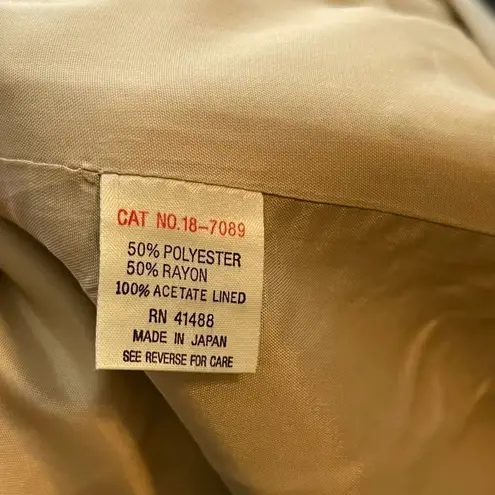 CAT NO.18-7089
50% POLYESTER
50% RAYON
100% ACETATE LINED
RN 41488
MADE IN JAPAN
SEE REVERSE FOR CARE